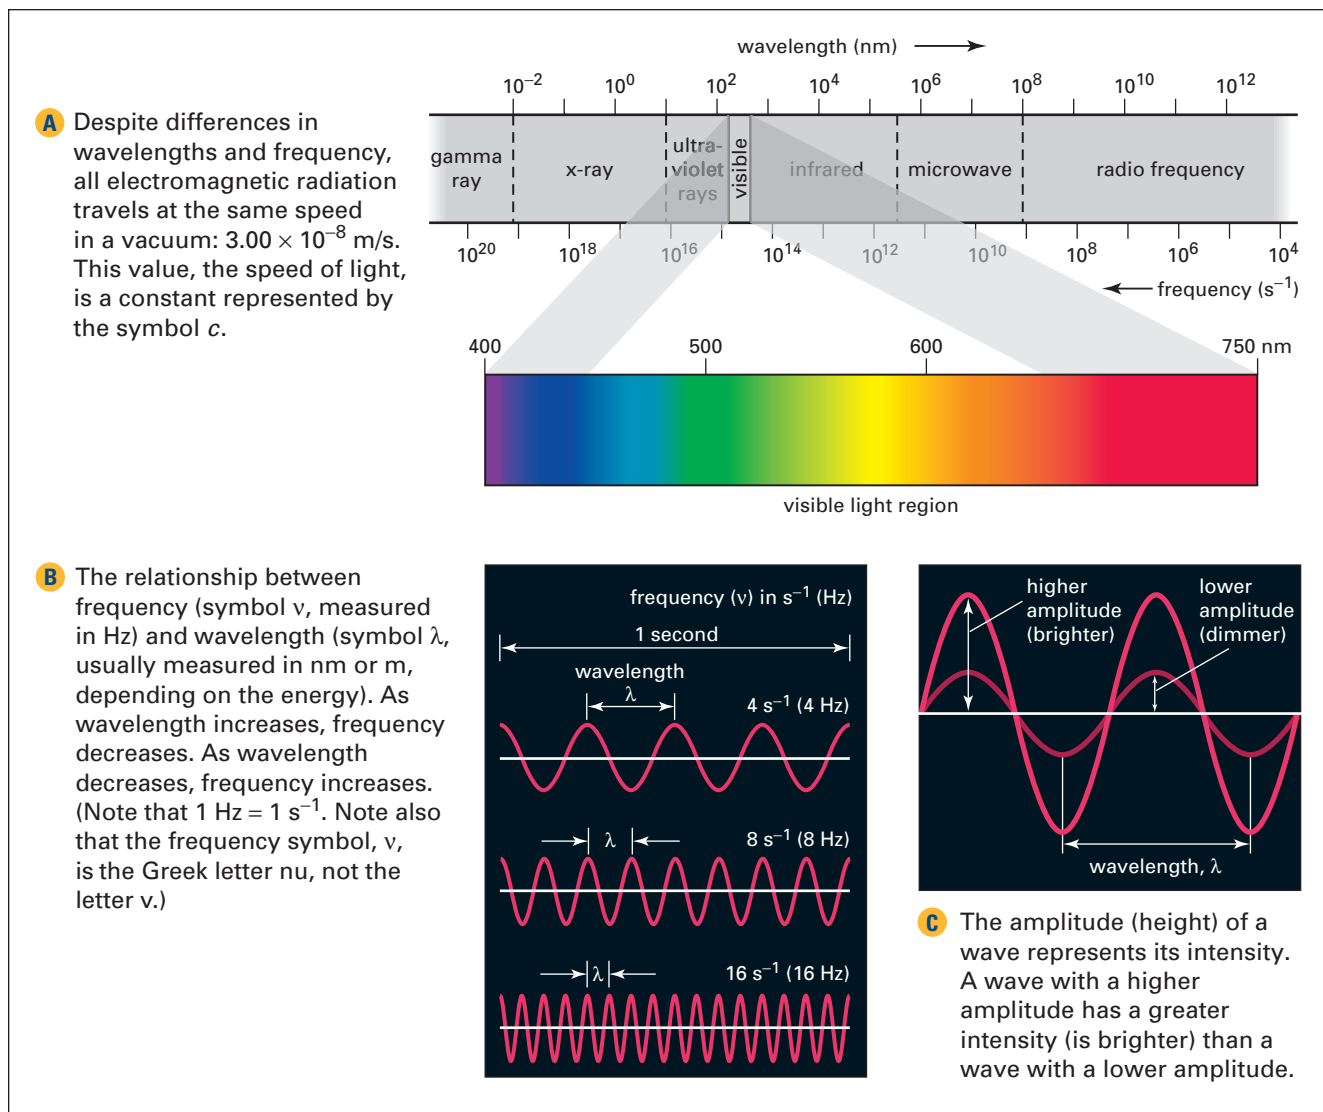 wavelength (nm)
10⁻² 10⁰ 10² 10⁴ 10⁶ 10⁸ 10¹⁰ 10¹²
A Despite differences in
wavelengths and frequency,
all electromagnetic radiation
travels at the same speed
in a vacuum: 3.00 × 10⁻⁸ m/s.
This value, the speed of light,
is a constant represented by
the symbol c.
gamma
ray
x-ray
ultra-
violet
rays
visible
infrared
microwave
radio frequency
10²⁰ 10¹⁸ 10¹⁶ 10¹⁴ 10¹² 10¹⁰ 10⁸ 10⁶ 10⁴
frequency (s⁻¹)
400 500 600 750 nm
visible light region
B The relationship between
frequency (symbol ν, measured
in Hz) and wavelength (symbol λ,
usually measured in nm or m,
depending on the energy). As
wavelength increases, frequency
decreases. As wavelength
decreases, frequency increases.
(Note that 1 Hz = 1 s⁻¹. Note also
that the frequency symbol, ν,
is the Greek letter nu, not the
letter v.)
frequency (ν) in s⁻¹ (Hz)
1 second
wavelength
λ
4 s⁻¹ (4 Hz)
λ
8 s⁻¹ (8 Hz)
λ
16 s⁻¹ (16 Hz)
higher
amplitude
(brighter)
lower
amplitude
(dimmer)
wavelength, λ
C The amplitude (height) of a
wave represents its intensity.
A wave with a higher
amplitude has a greater
intensity (is brighter) than a
wave with a lower amplitude.